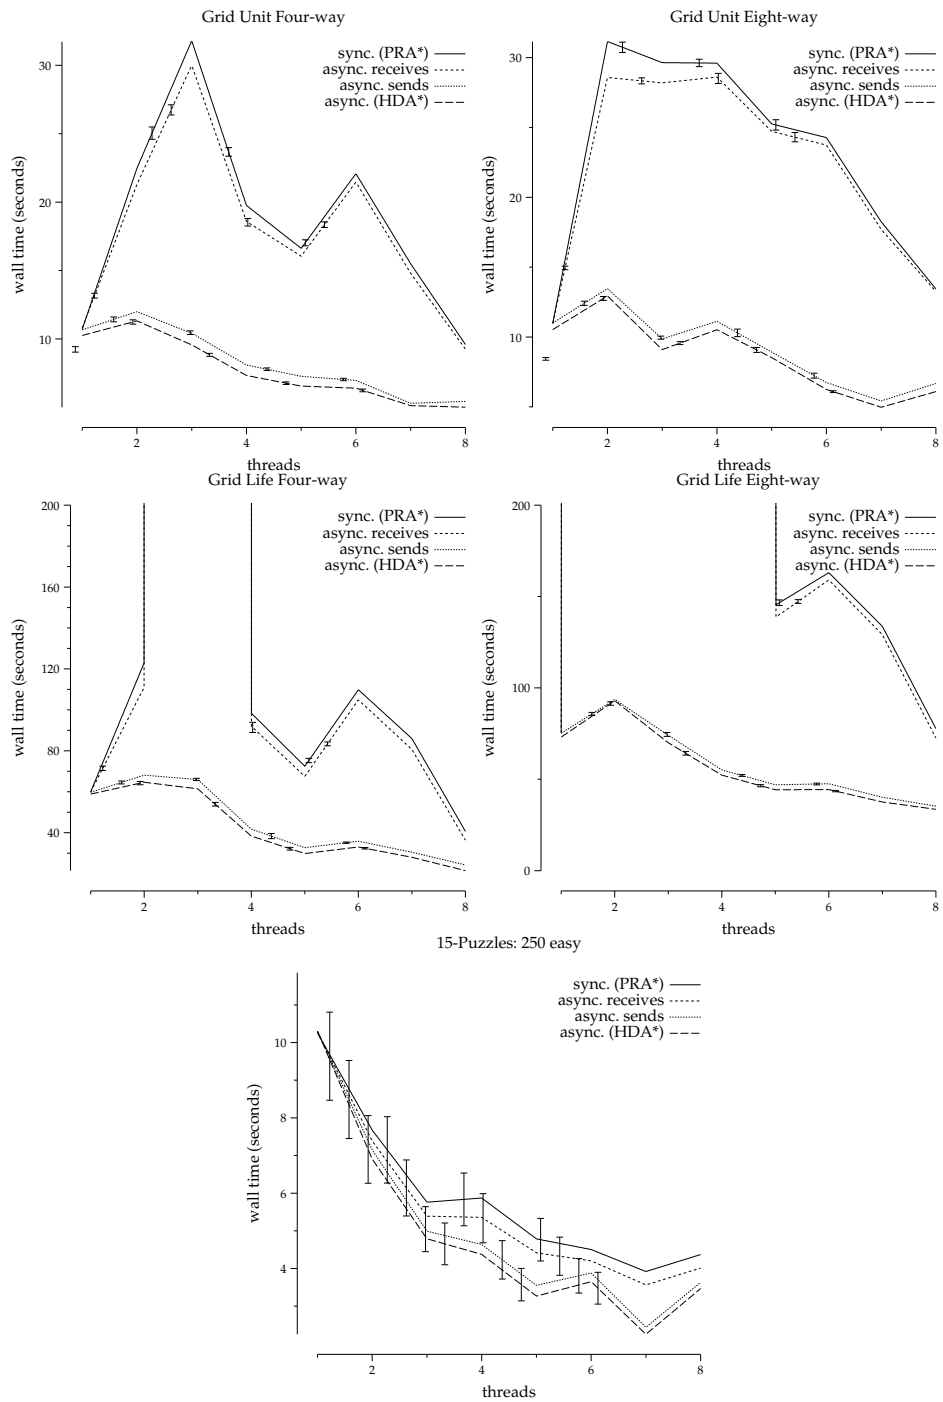 Grid Unit Four-way
sync. (PRA*)
async. receives
async. sends
async. (HDA*)
wall time (seconds)
30
20
10
2 4 6 8
threads
Grid Unit Eight-way
sync. (PRA*)
async. receives
async. sends
async. (HDA*)
wall time (seconds)
30
20
10
2 4 6 8
threads
Grid Life Four-way
sync. (PRA*)
async. receives
async. sends
async. (HDA*)
wall time (seconds)
200
160
120
80
40
2 4 6 8
threads
Grid Life Eight-way
sync. (PRA*)
async. receives
async. sends
async. (HDA*)
wall time (seconds)
200
100
0
2 4 6 8
threads
15-Puzzles: 250 easy
sync. (PRA*)
async. receives
async. sends
async. (HDA*)
wall time (seconds)
10
8
6
4
2 4 6 8
threads